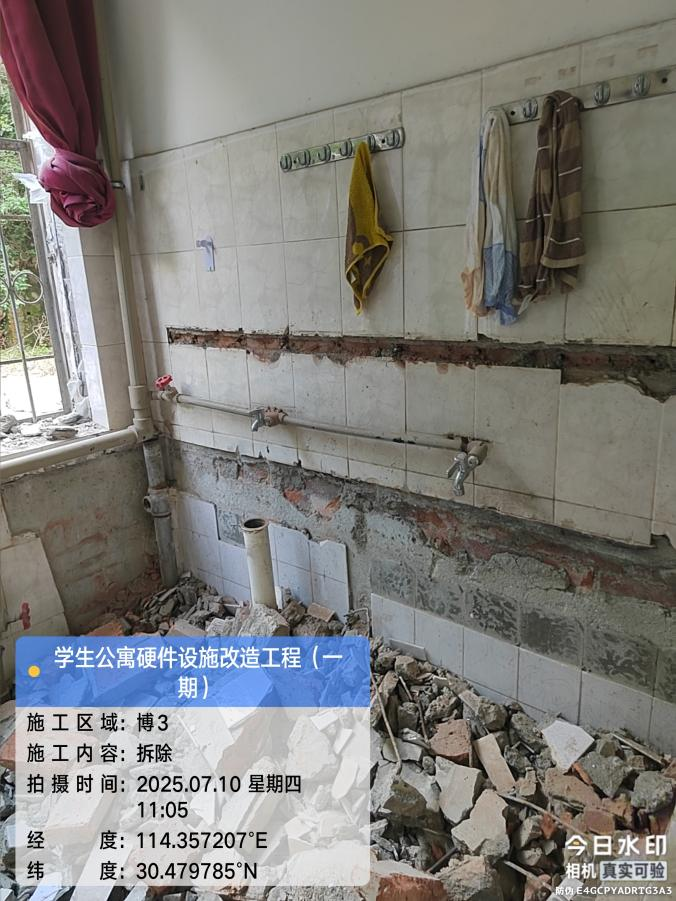 学生公寓硬件设施改造工程（一
期）
施工区域：博3
施工内容：拆除
拍摄时间：2025.07.10 星期四
11:05
经度：114.357207°E
纬度：30.479785°N
今日水印
相机 真实可验
防伪 E4GCPYADRTG3A3